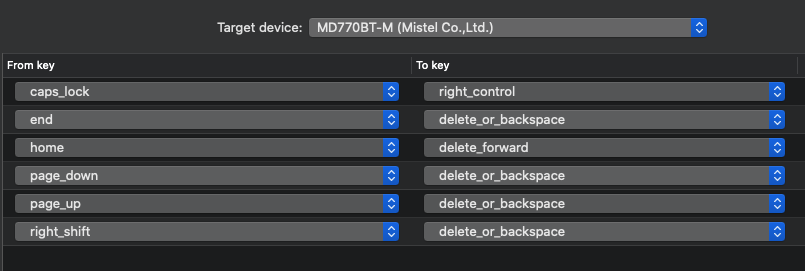 Target device: MD770BT-M (Mistel Co.,Ltd.)
From key To key
caps_lock right_control
end delete_or_backspace
home delete_forward
page_down delete_or_backspace
page_up delete_or_backspace
right_shift delete_or_backspace